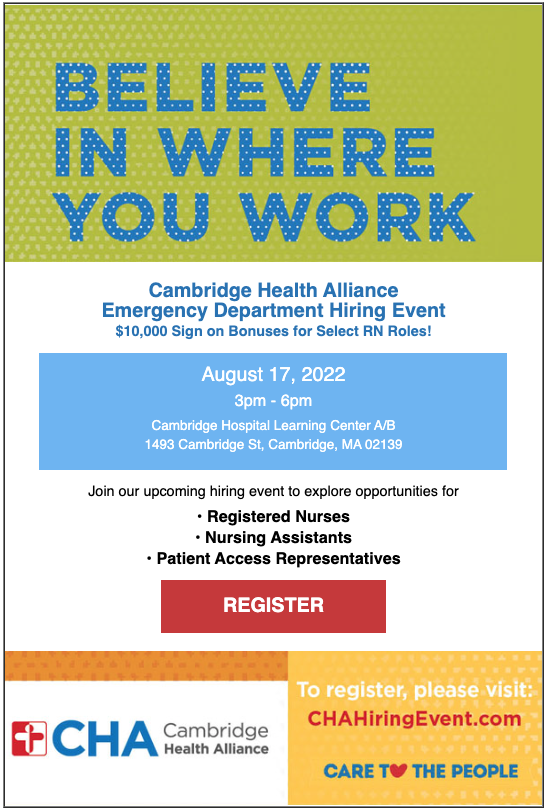 BELIEVE
IN WHERE
YOU WORK
Cambridge Health Alliance
Emergency Department Hiring Event
$10,000 Sign on Bonuses for Select RN Roles!
August 17, 2022
3pm - 6pm
Cambridge Hospital Learning Center A/B
1493 Cambridge St, Cambridge, MA 02139
Join our upcoming hiring event to explore opportunities for
• Registered Nurses
• Nursing Assistants
• Patient Access Representatives
REGISTER
To register, please visit:
CHAHiringEvent.com
CHA Cambridge
Health Alliance
CARE TO THE PEOPLE